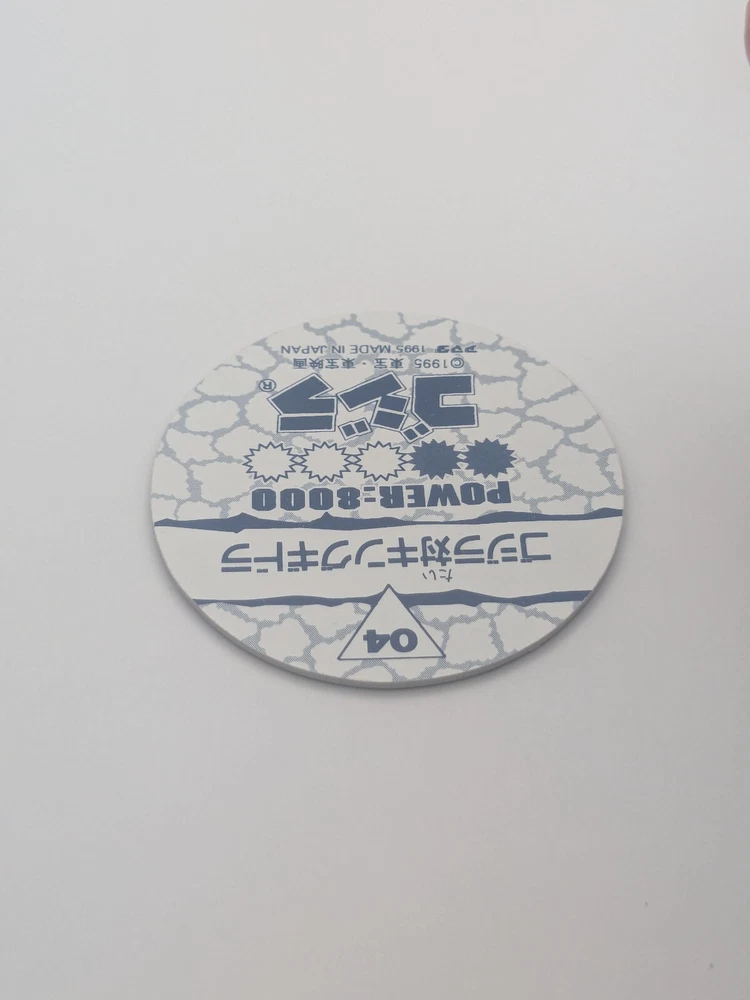 04
ゴジラ対キングギドラ
たい
POWER:8000
ゴジラ®
©1995 東宝・東宝映画
アマダ 1995 MADE IN JAPAN